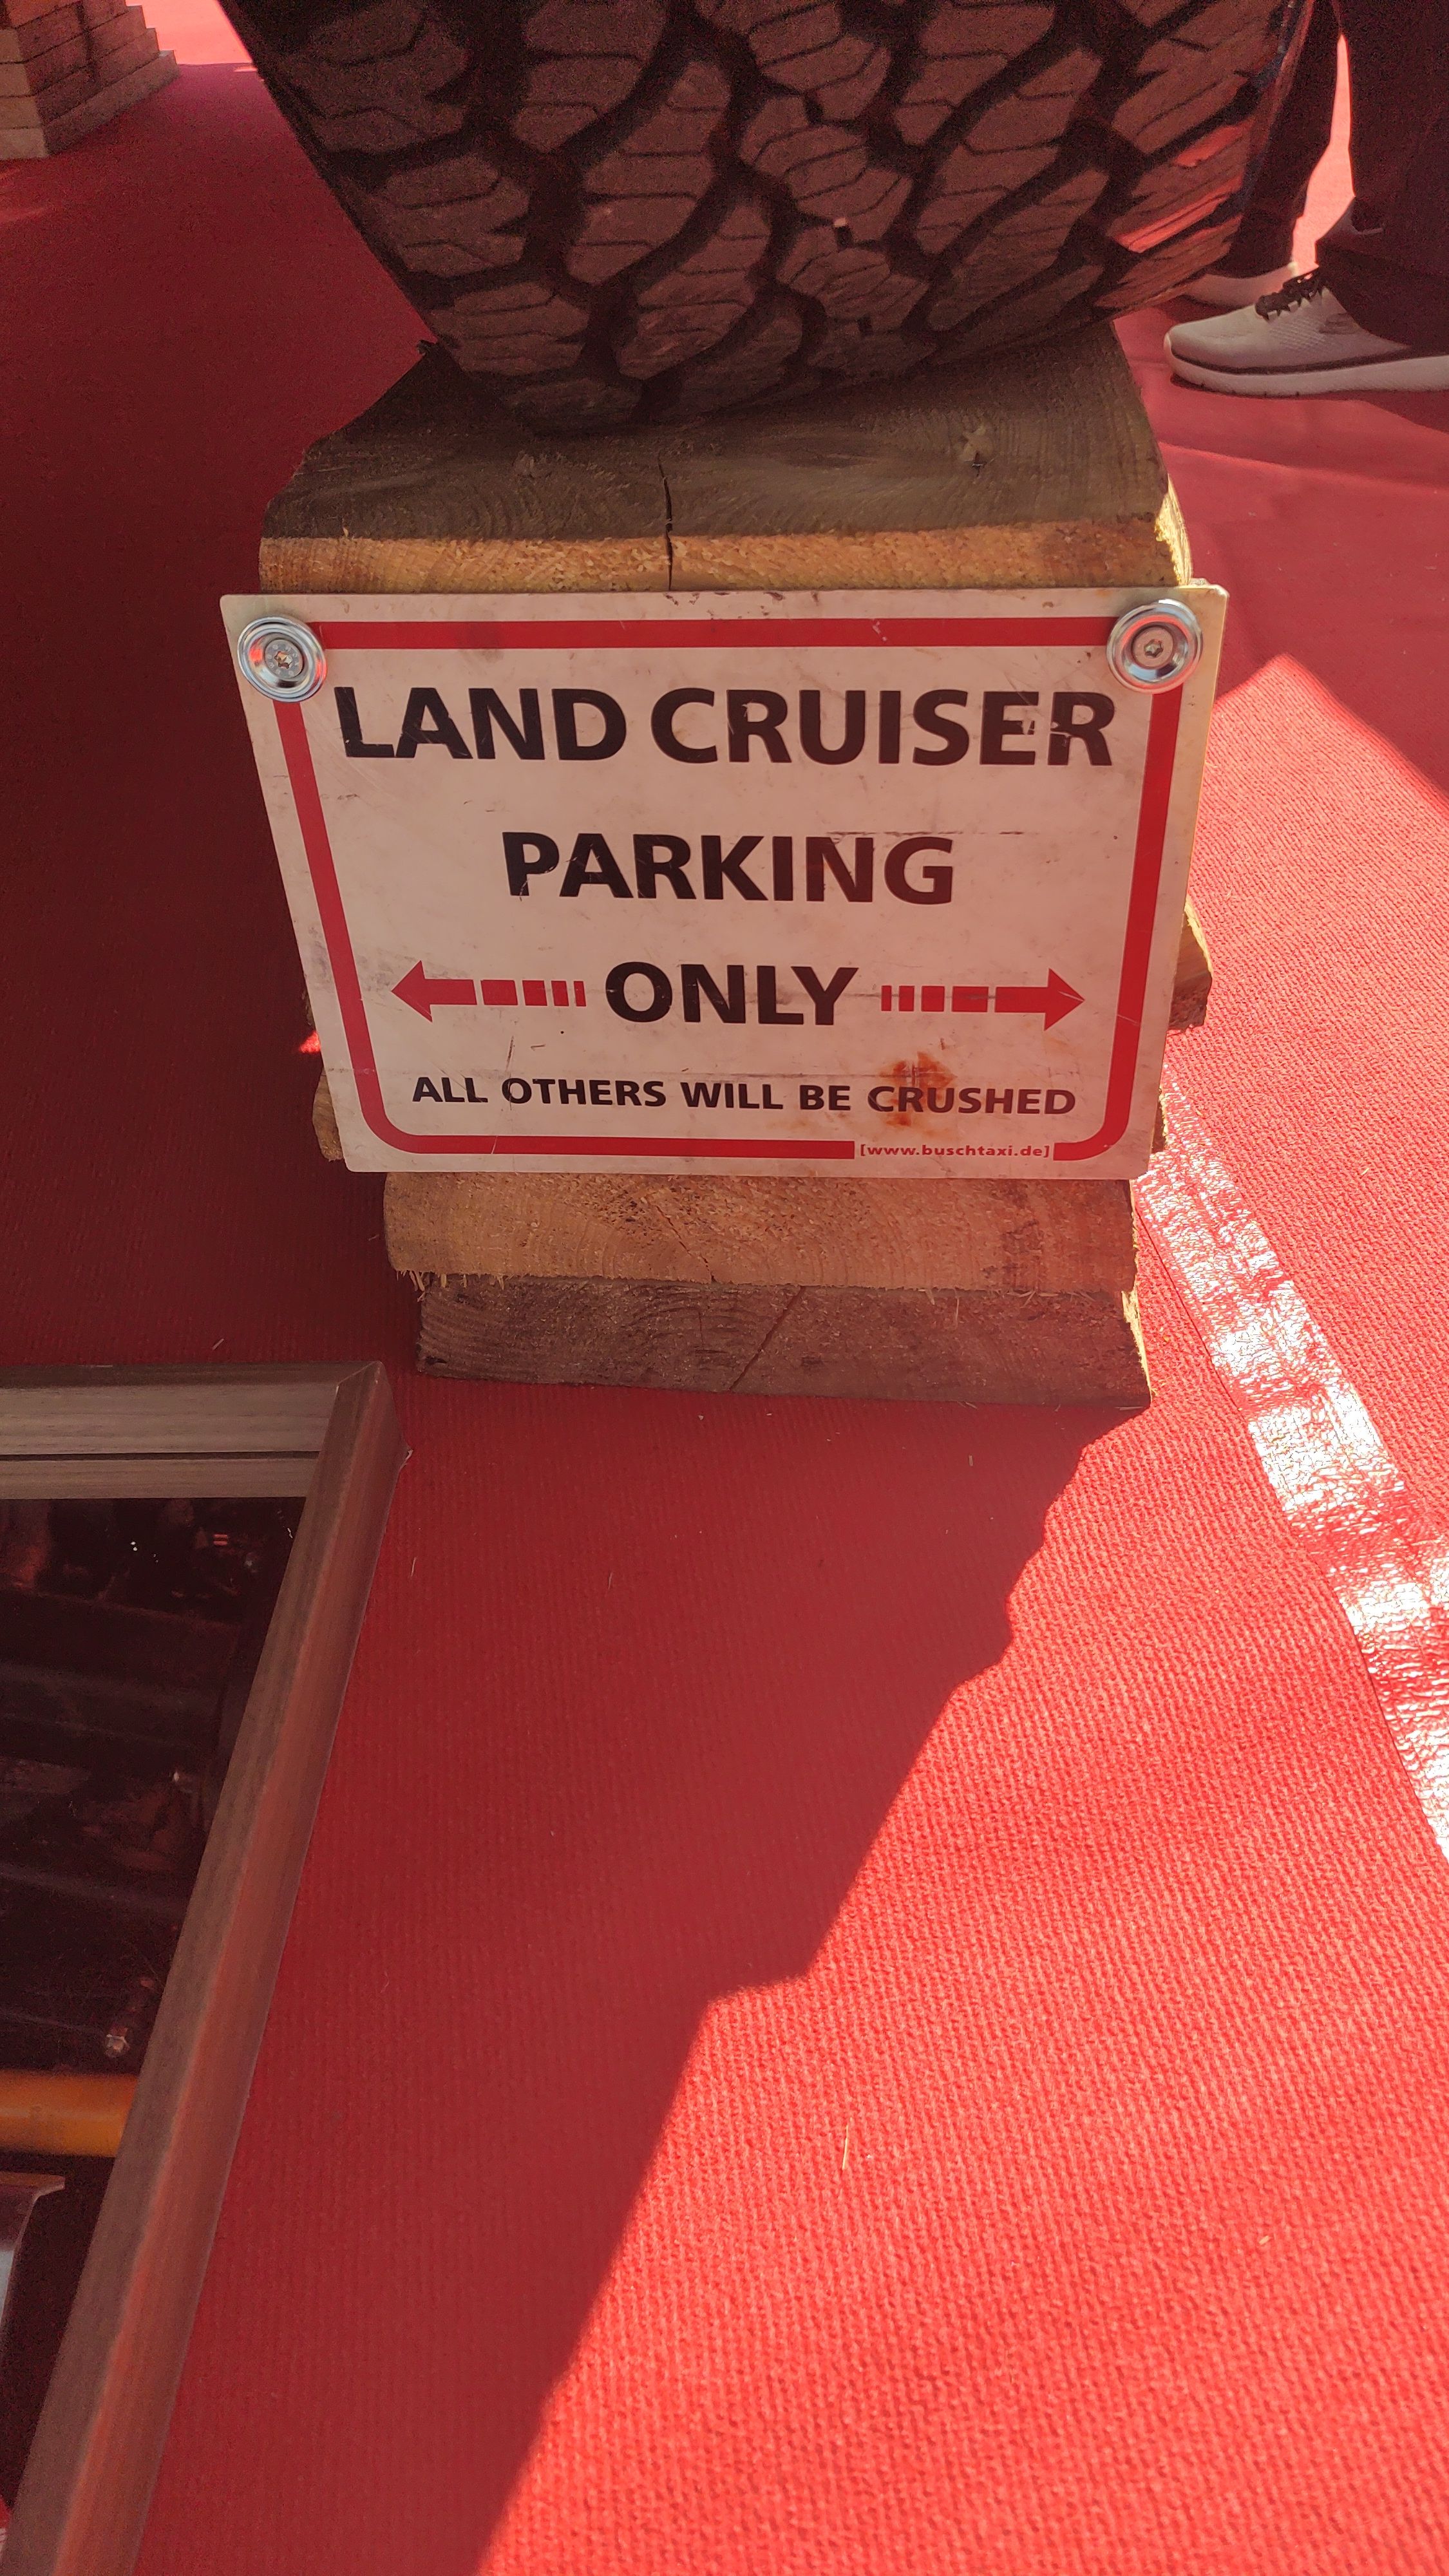 LAND CRUISER
PARKING
ONLY
ALL OTHERS WILL BE CRUSHED
[www.buschtaxi.de]